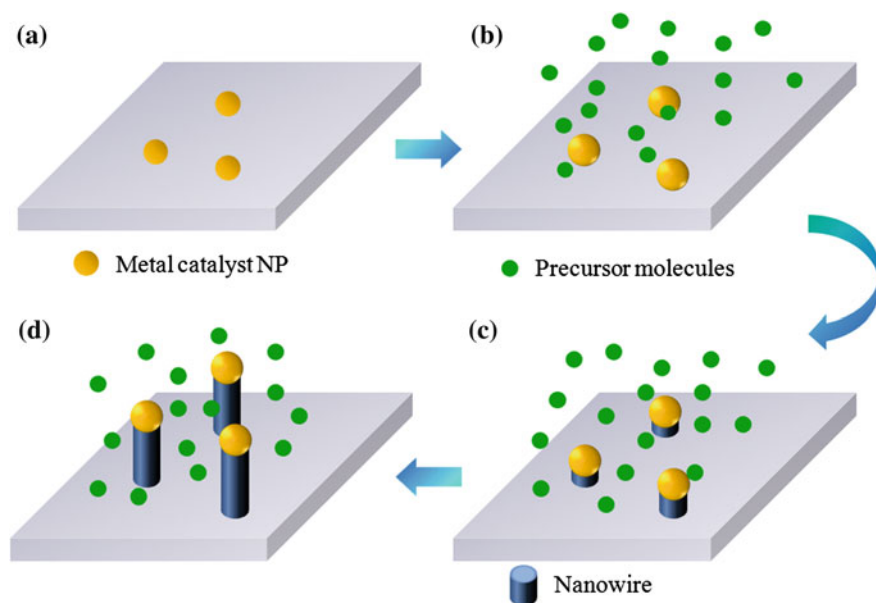 (a)
(b)
Metal catalyst NP
Precursor molecules
(d)
(c)
Nanowire